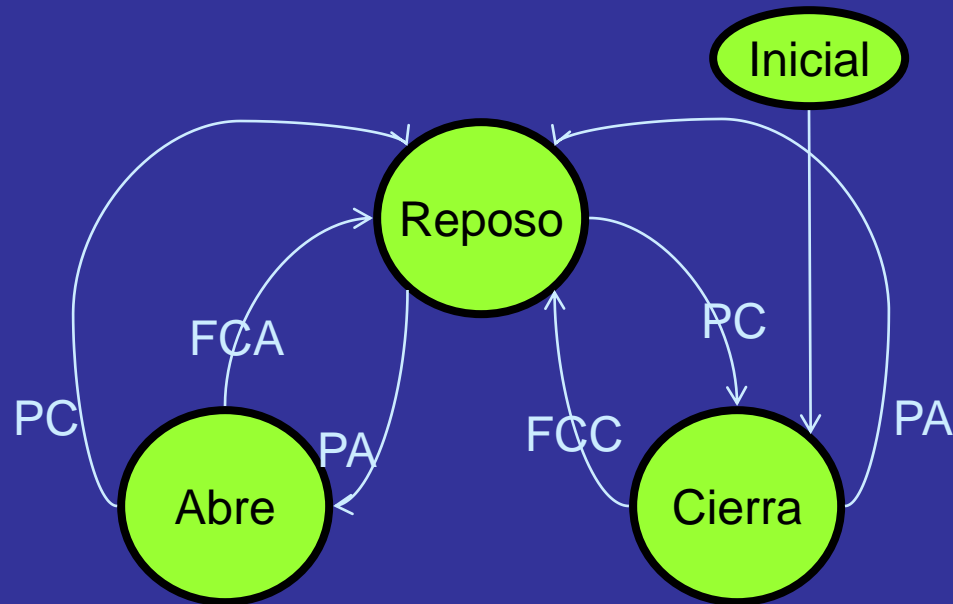 Inicial
Reposo
PC
FCA
PC
PA
FCC
PA
Abre
Cierra